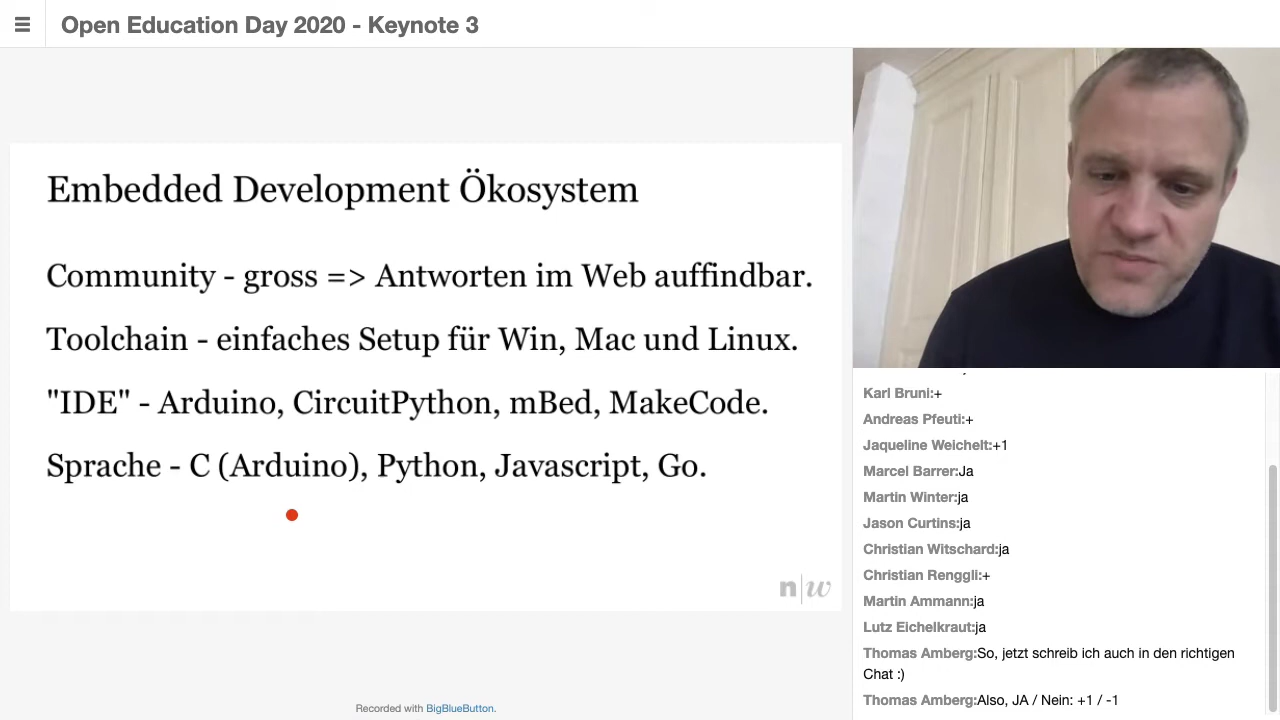 Open Education Day 2020 - Keynote 3
Embedded Development Ökosystem
Community - gross => Antworten im Web auffindbar.
Toolchain - einfaches Setup für Win, Mac und Linux.
"IDE" - Arduino, CircuitPython, mBed, MakeCode.
Sprache - C (Arduino), Python, Javascript, Go.
n|w
Recorded with BigBlueButton.
Karl Bruni:+
Andreas Pfeuti:+
Jaqueline Weichelt:+1
Marcel Barrer:Ja
Martin Winter:ja
Jason Curtins:ja
Christian Witschard:ja
Christian Renggli:+
Martin Ammann:ja
Lutz Eichelkraut:ja
Thomas Amberg:So, jetzt schreib ich auch in den richtigen
Chat :)
Thomas Amberg:Also, JA / Nein: +1 / -1